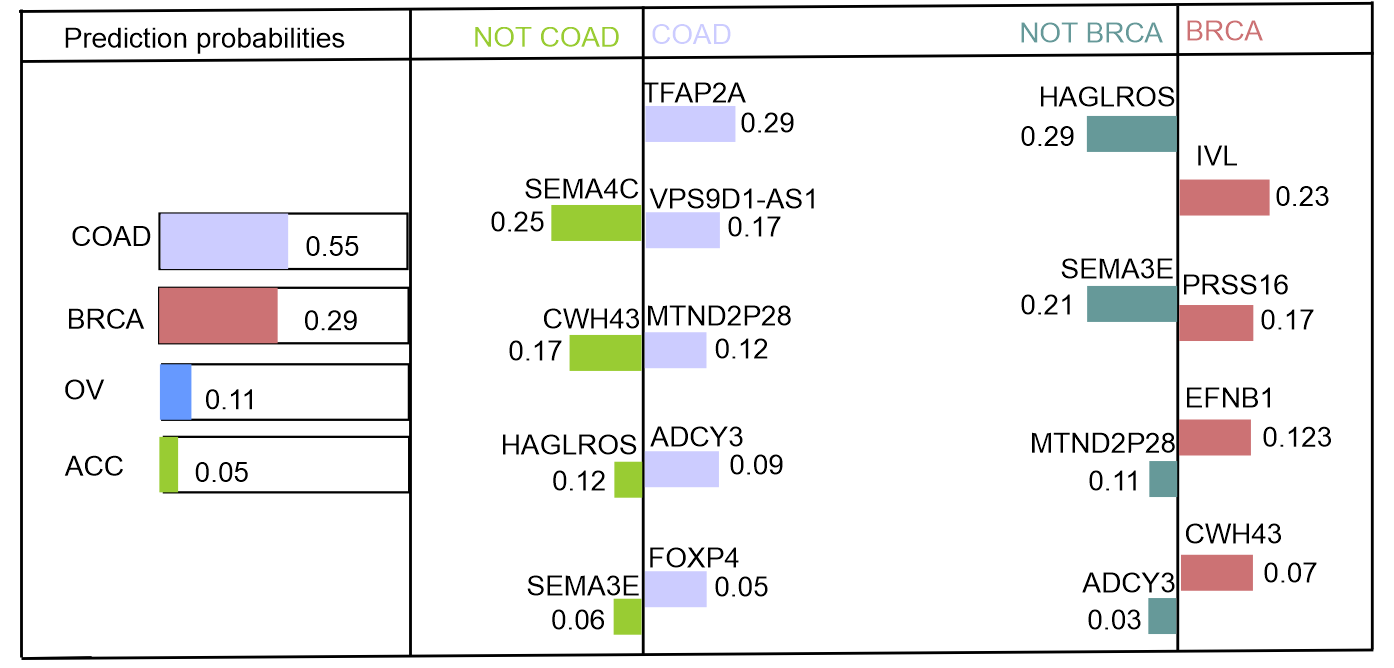 Prediction probabilities
COAD 0.55
BRCA 0.29
OV 0.11
ACC 0.05
NOT COAD COAD
TFAP2A
0.29
SEMA4C
0.25
VPS9D1-AS1
0.17
CWH43
0.17
MTND2P28
0.12
HAGLROS
0.12
ADCY3
0.09
SEMA3E
0.06
FOXP4
0.05
NOT BRCA BRCA
HAGLROS
0.29
IVL
0.23
SEMA3E
0.21
PRSS16
0.17
EFNB1
0.123
MTND2P28
0.11
CWH43
0.07
ADCY3
0.03